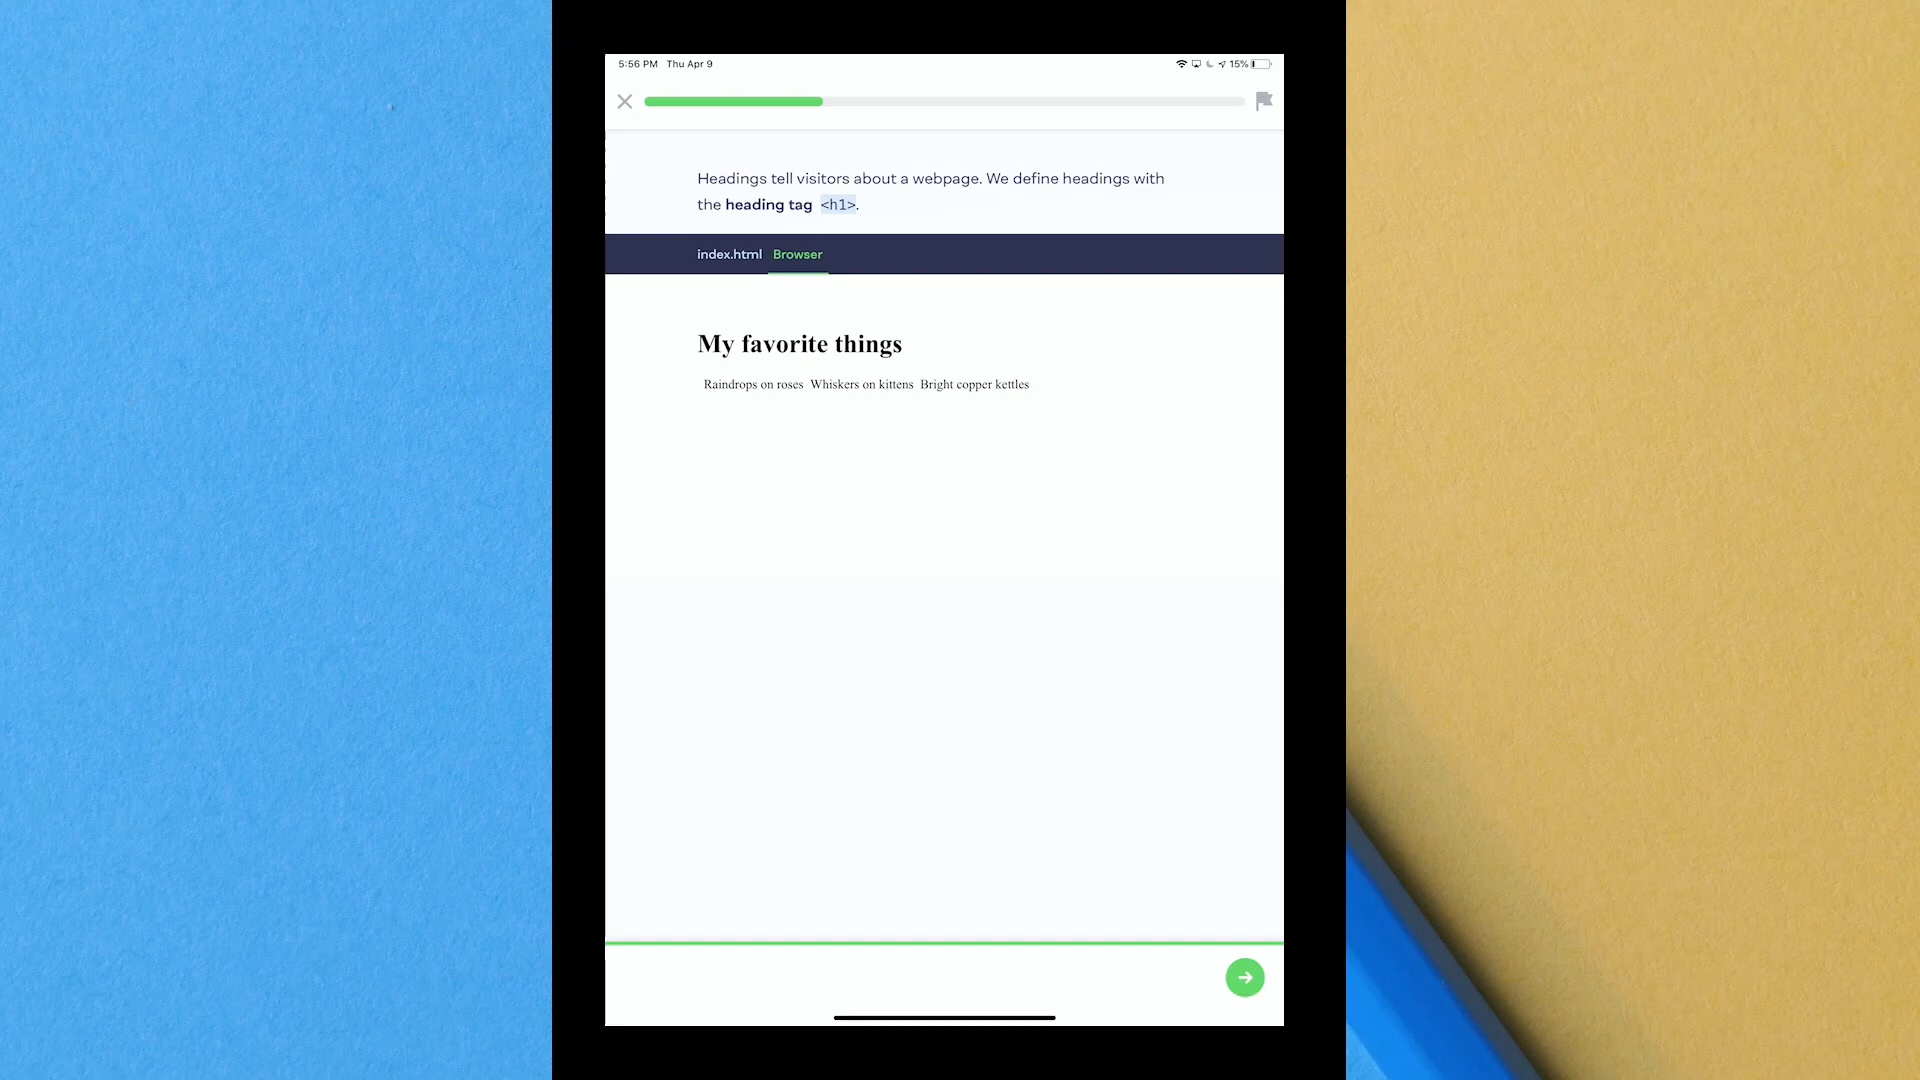 5:56 PM Thu Apr 9 15%
Headings tell visitors about a webpage. We define headings with
the heading tag <h1>.
index.html Browser
My favorite things
Raindrops on roses Whiskers on kittens Bright copper kettles